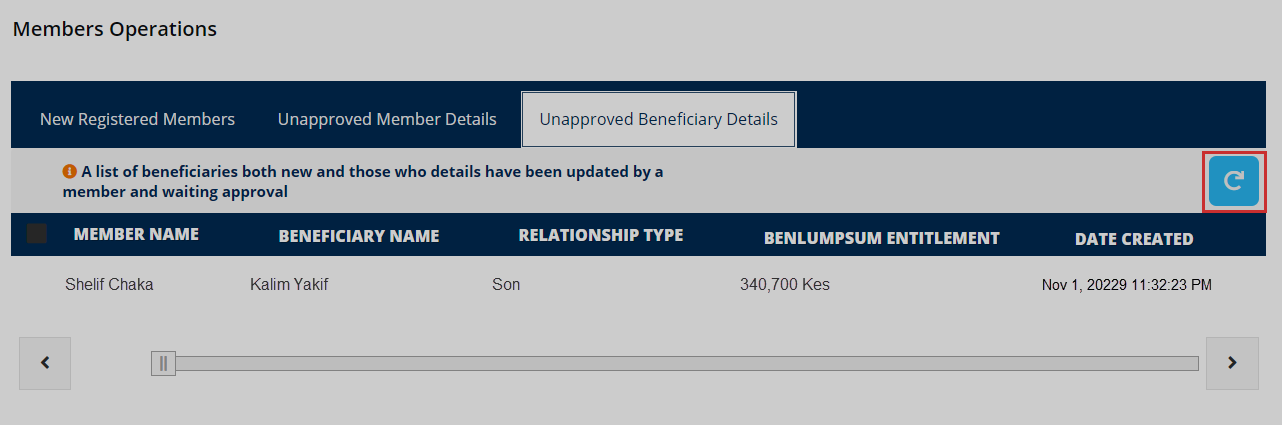 Members Operations
New Registered Members Unapproved Member Details Unapproved Beneficiary Details
A list of beneficiaries both new and those who details have been updated by a
member and waiting approval
MEMBER NAME BENEFICIARY NAME RELATIONSHIP TYPE BENLUMPSUM ENTITLEMENT DATE CREATED
Shelif Chaka Kalim Yakif Son 340,700 Kes Nov 1, 20229 11:32:23 PM